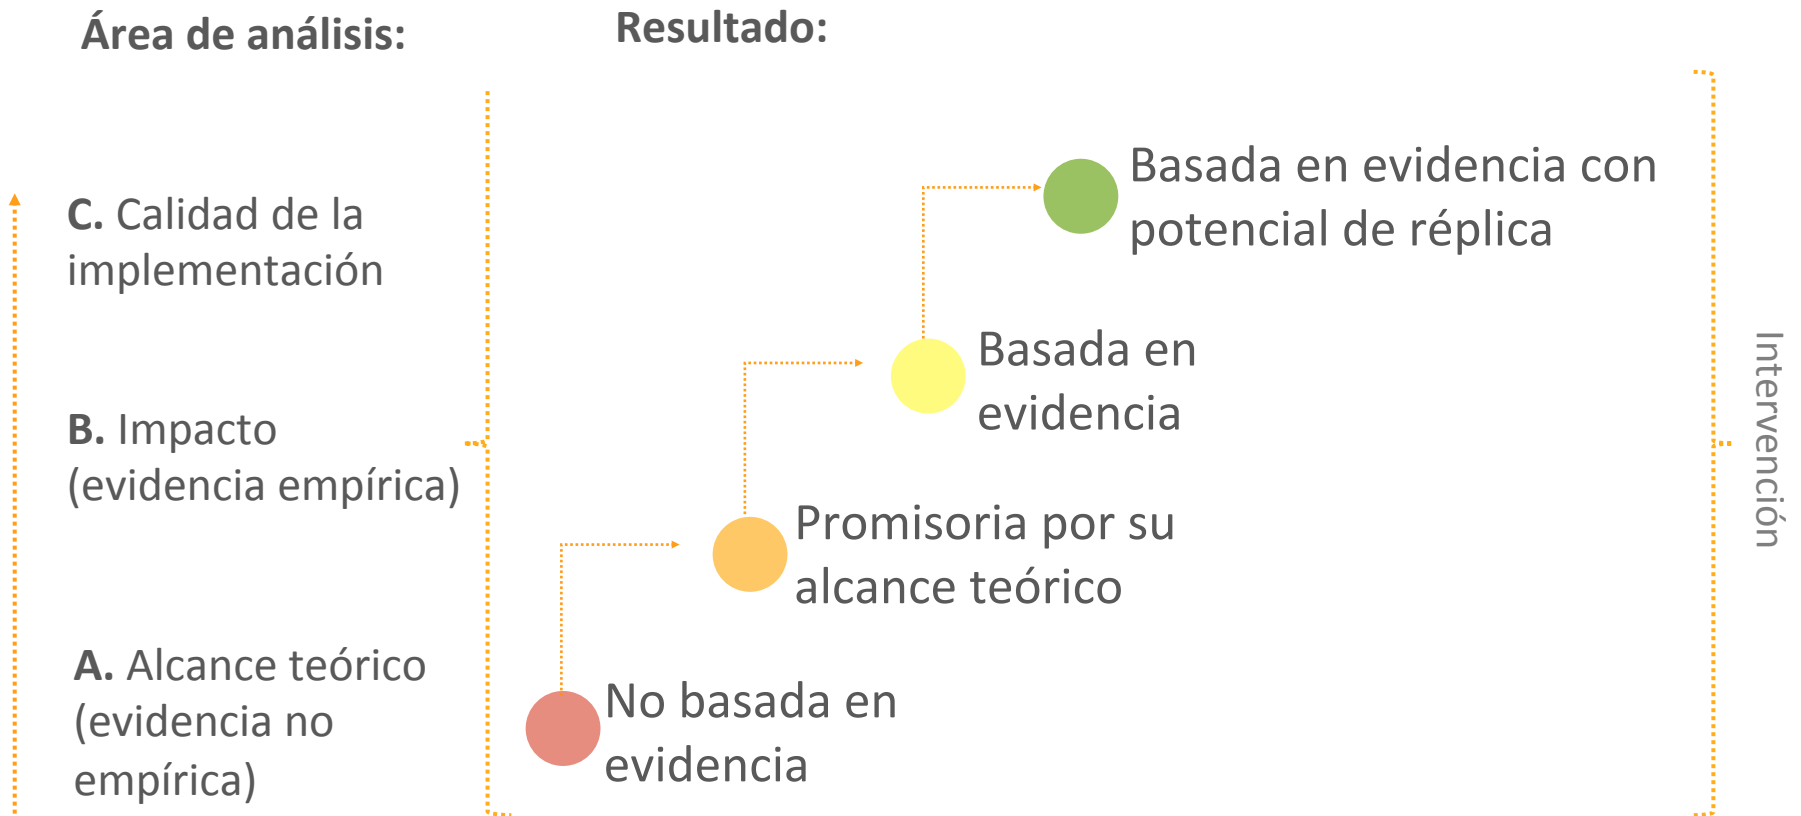 Área de análisis:
Resultado:
C. Calidad de la
implementación
B. Impacto
(evidencia empírica)
A. Alcance teórico
(evidencia no
empírica)
Basada en evidencia con
potencial de réplica
Basada en
evidencia
Promisoria por su
alcance teórico
No basada en
evidencia
Intervención